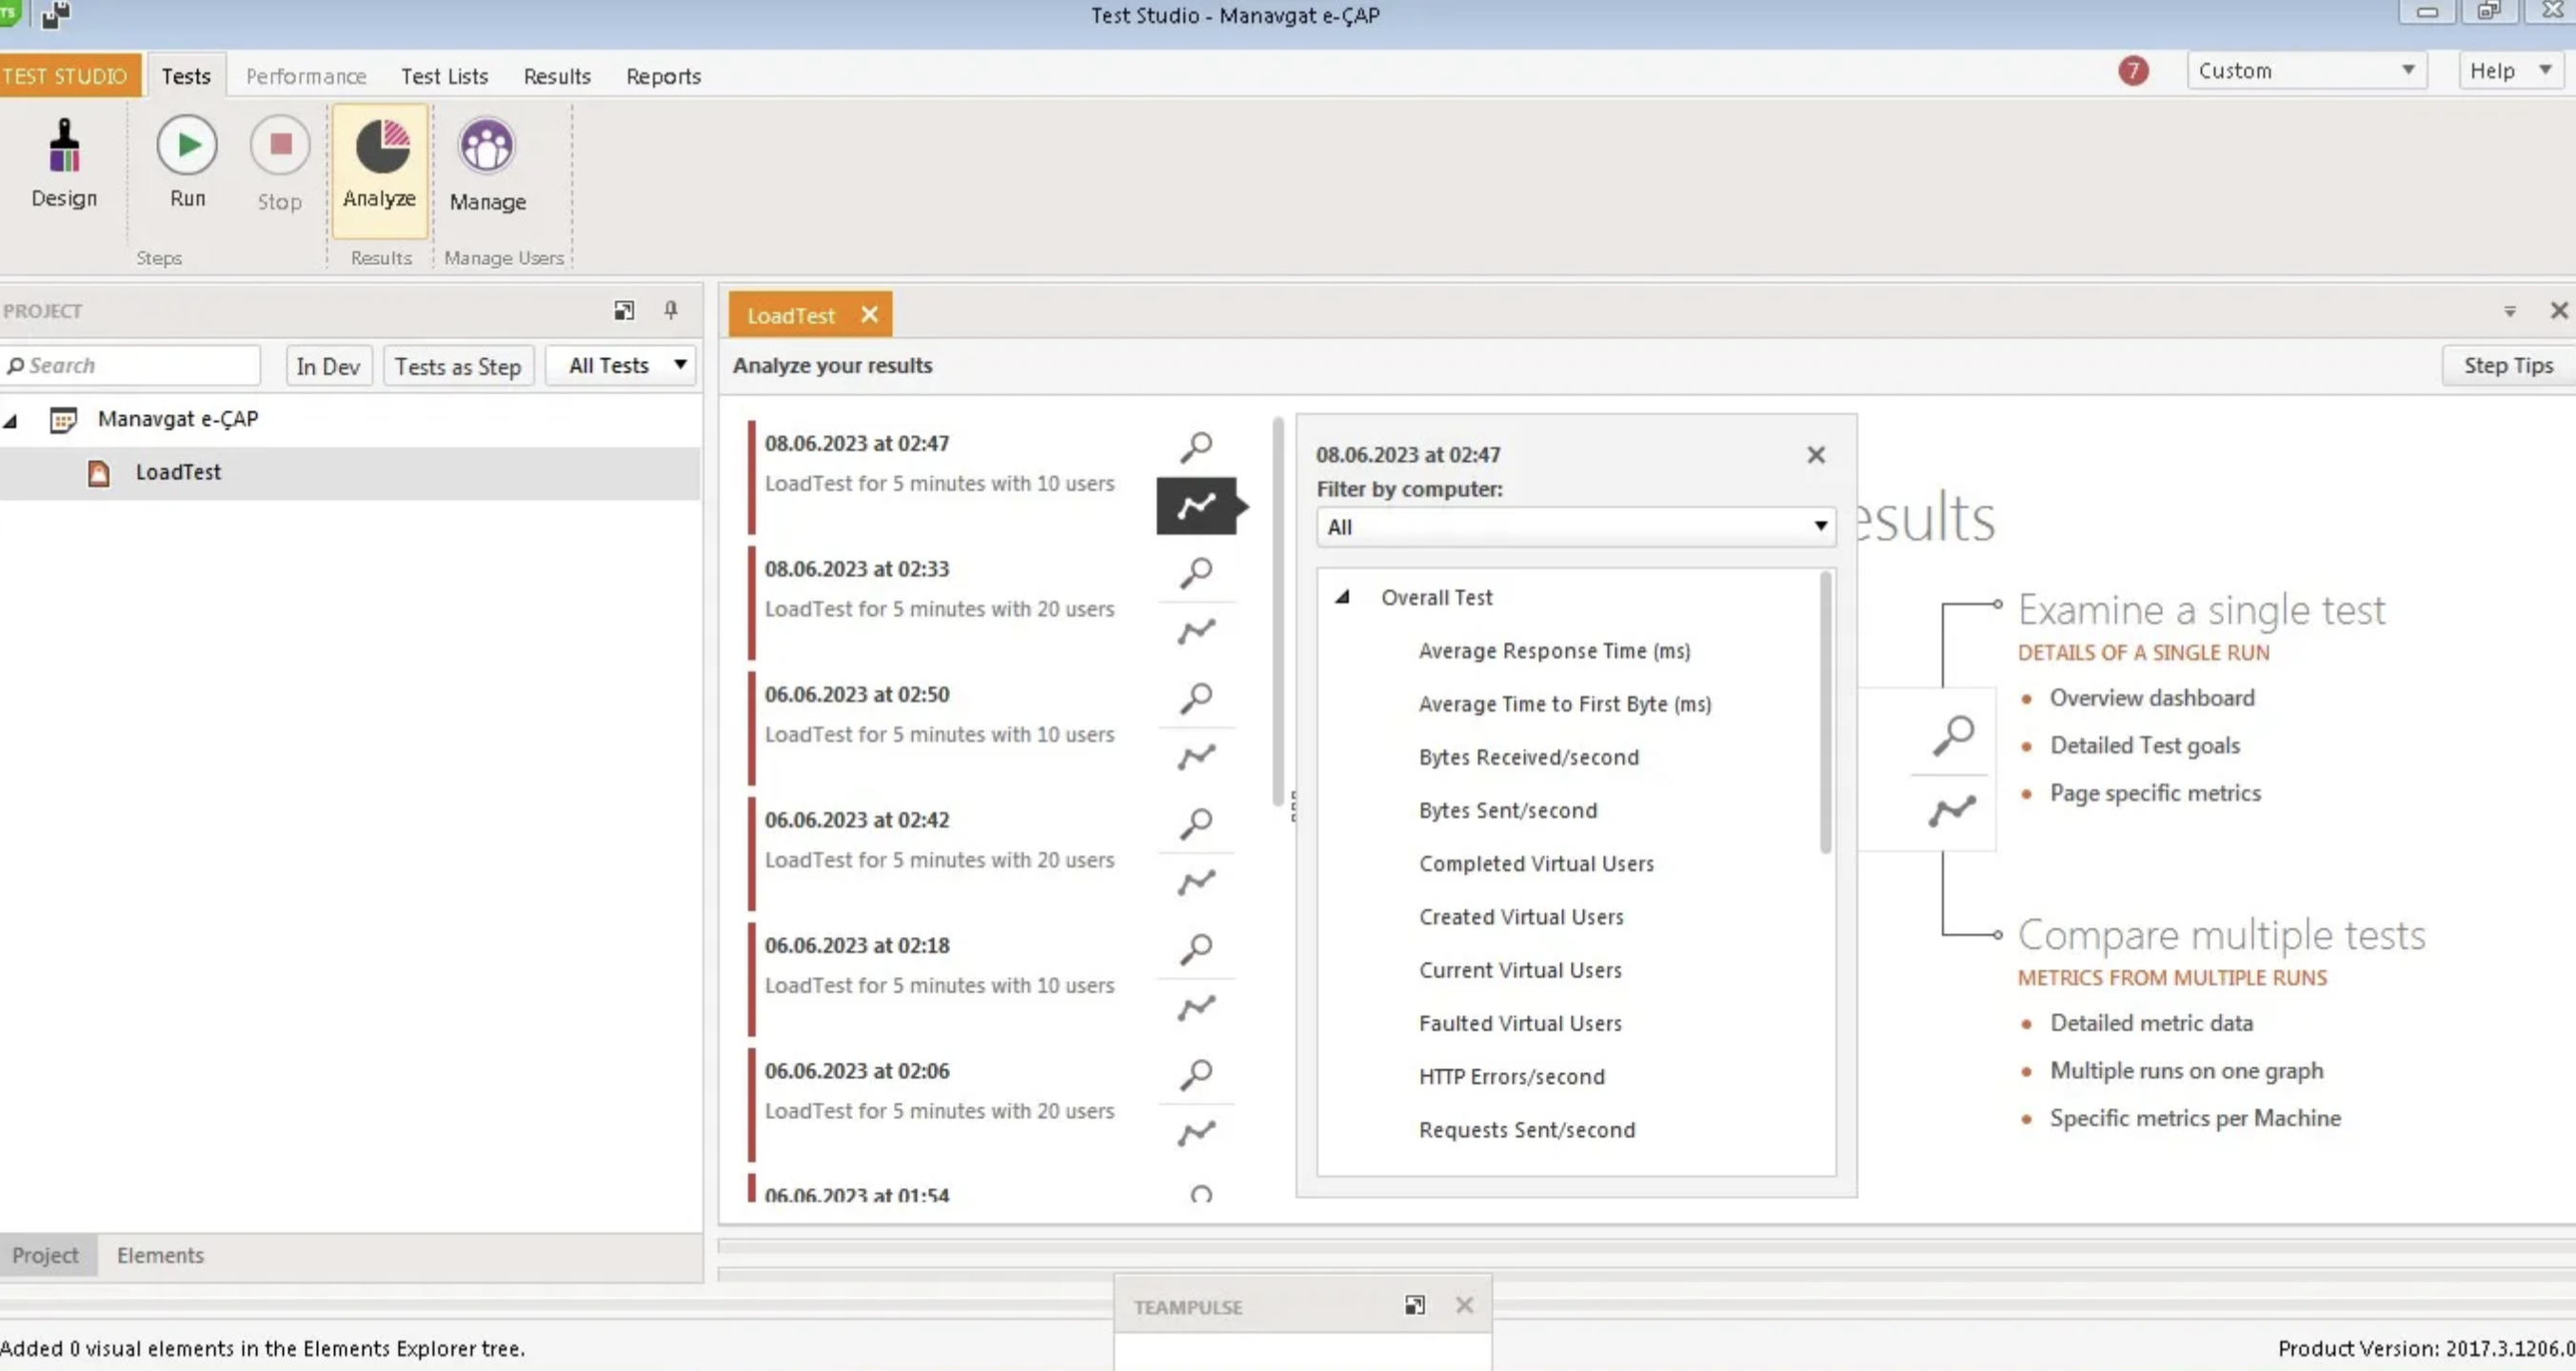 TS
Test Studio - Manavgat e-ÇAP
TEST STUDIO
Tests
Performance
Test Lists
Results
Reports
7
Custom
Help
Design
Run
Stop
Analyze
Manage
Steps
Results
Manage Users
PROJECT
Search
In Dev
Tests as Step
All Tests
Manavgat e-ÇAP
LoadTest
Project
Elements
LoadTest
Analyze your results
Step Tips
08.06.2023 at 02:47
LoadTest for 5 minutes with 10 users
08.06.2023 at 02:33
LoadTest for 5 minutes with 20 users
06.06.2023 at 02:50
LoadTest for 5 minutes with 10 users
06.06.2023 at 02:42
LoadTest for 5 minutes with 20 users
06.06.2023 at 02:18
LoadTest for 5 minutes with 10 users
06.06.2023 at 02:06
LoadTest for 5 minutes with 20 users
06.06.2023 at 01:54
08.06.2023 at 02:47
Filter by computer:
All
Overall Test
Average Response Time (ms)
Average Time to First Byte (ms)
Bytes Received/second
Bytes Sent/second
Completed Virtual Users
Created Virtual Users
Current Virtual Users
Faulted Virtual Users
HTTP Errors/second
Requests Sent/second
esults
Examine a single test
DETAILS OF A SINGLE RUN
Overview dashboard
Detailed Test goals
Page specific metrics
Compare multiple tests
METRICS FROM MULTIPLE RUNS
Detailed metric data
Multiple runs on one graph
Specific metrics per Machine
TEAMPULSE
Added 0 visual elements in the Elements Explorer tree.
Product Version: 2017.3.1206.0